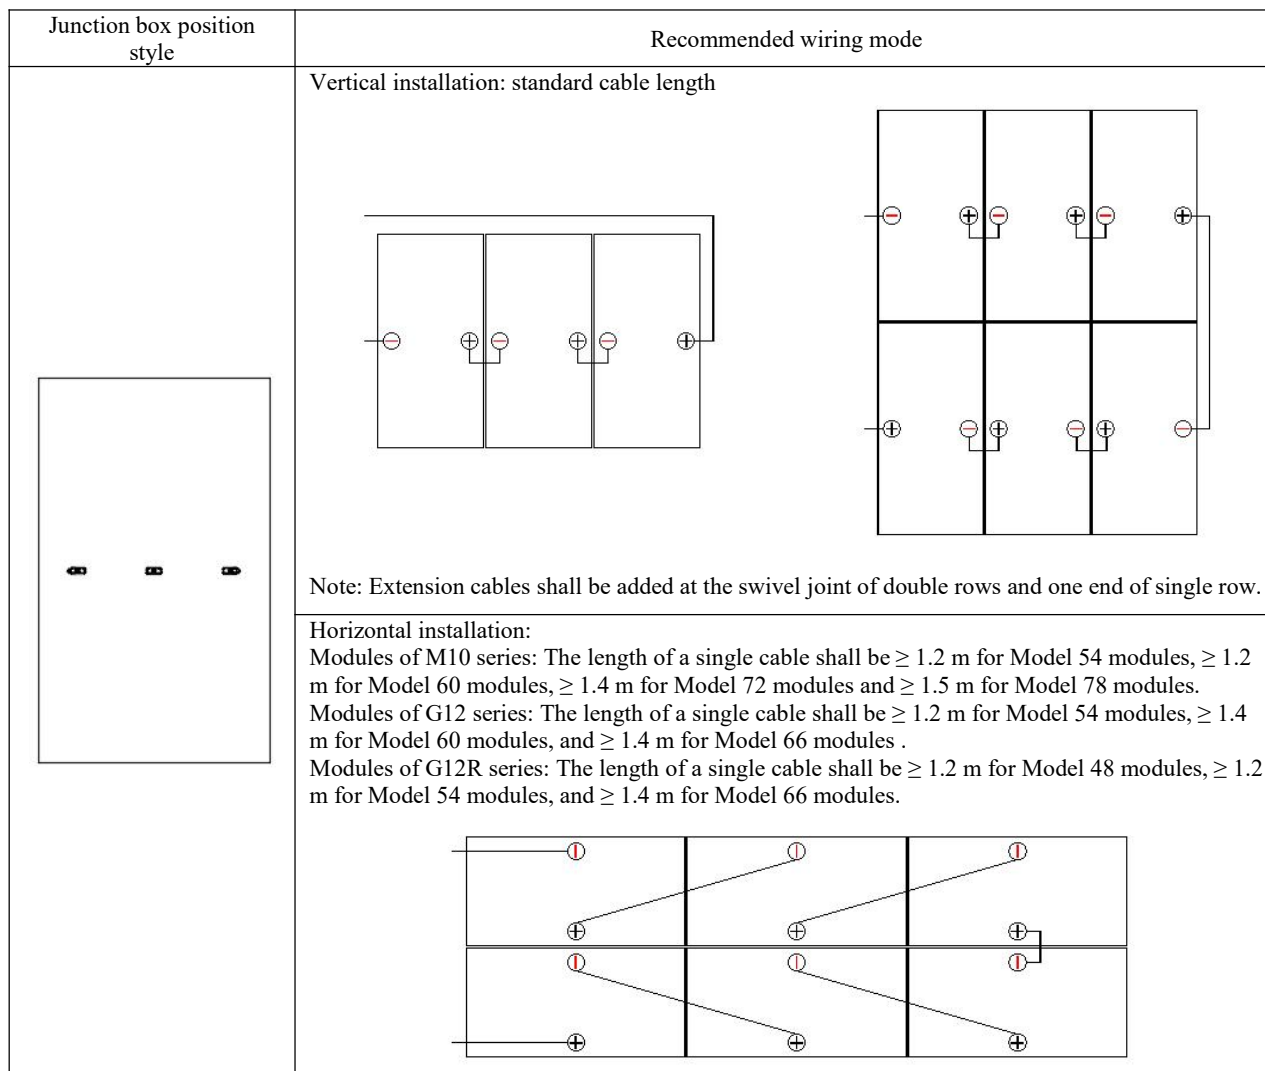 Junction box position
style
Recommended wiring mode
Vertical installation: standard cable length
Note: Extension cables shall be added at the swivel joint of double rows and one end of single row.
Horizontal installation:
Modules of M10 series: The length of a single cable shall be ≥ 1.2 m for Model 54 modules, ≥ 1.2
m for Model 60 modules, ≥ 1.4 m for Model 72 modules and ≥ 1.5 m for Model 78 modules.
Modules of G12 series: The length of a single cable shall be ≥ 1.2 m for Model 54 modules, ≥ 1.4
m for Model 60 modules, and ≥ 1.4 m for Model 66 modules .
Modules of G12R series: The length of a single cable shall be ≥ 1.2 m for Model 48 modules, ≥ 1.2
m for Model 54 modules, and ≥ 1.4 m for Model 66 modules.